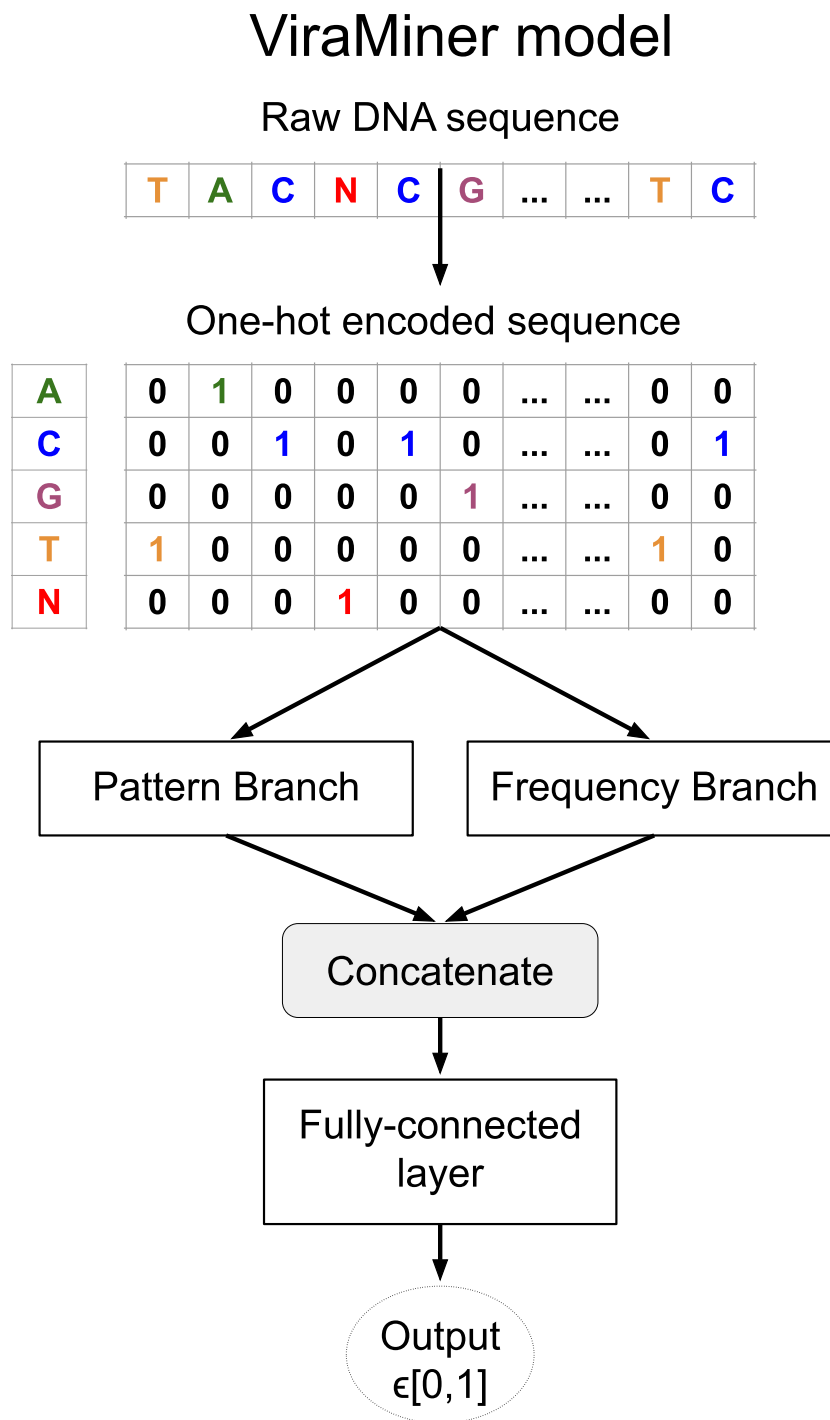 ViraMiner model
Raw DNA sequence
T A C N C G ... ... T C
One-hot encoded sequence
A 0 1 0 0 0 0 ... ... 0 0
C 0 0 1 0 1 0 ... ... 0 1
G 0 0 0 0 0 1 ... ... 0 0
T 1 0 0 0 0 0 ... ... 1 0
N 0 0 0 1 0 0 ... ... 0 0
Pattern Branch
Frequency Branch
Concatenate
Fully-connected
layer
Output
ϵ[0,1]